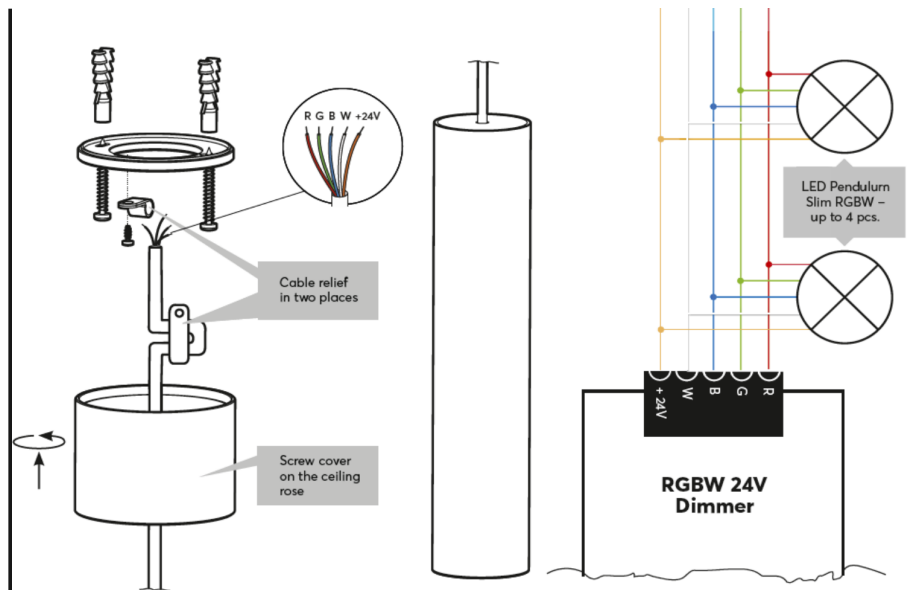 R G B W +24V
Cable relief
in two places
Screw cover
on the ceiling
rose
LED Pendulurn
Slim RGBW –
up to 4 pcs.
+ 24V W B G R
RGBW 24V
Dimmer